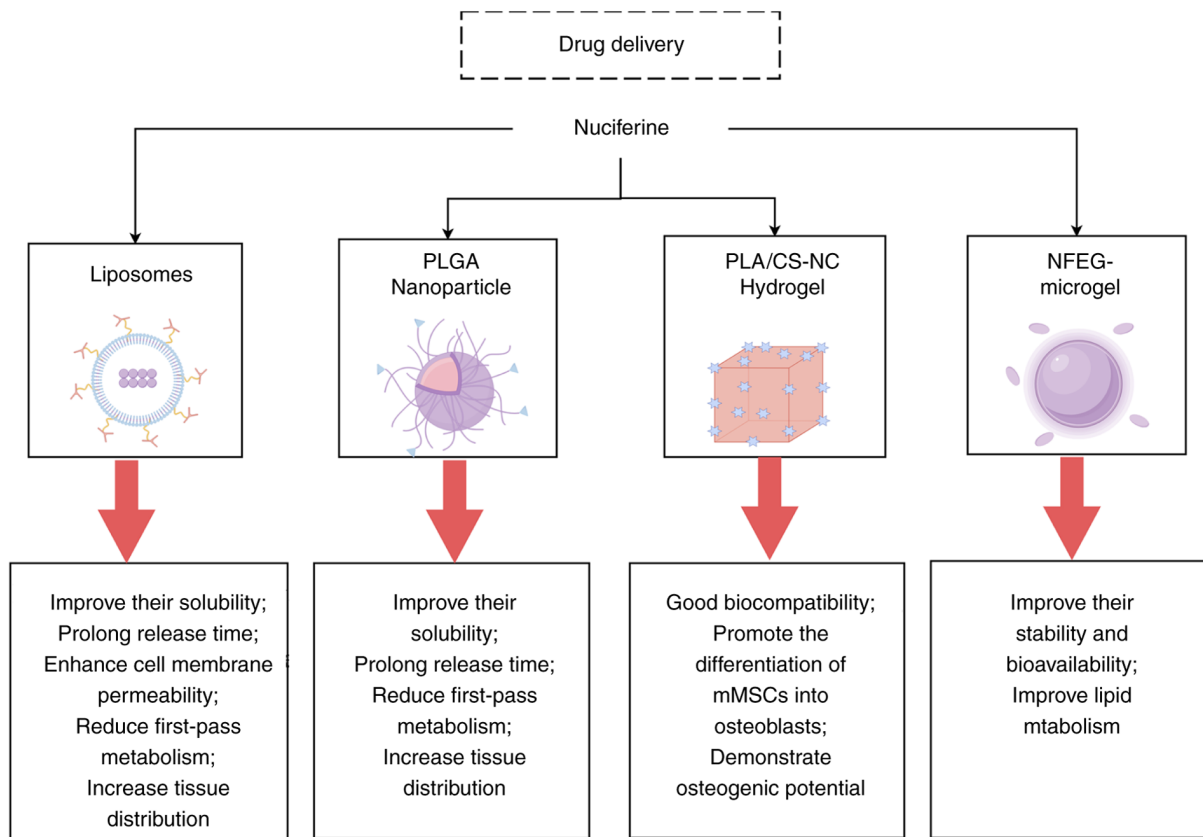 Drug delivery
Nuciferine
Liposomes
PLGA
Nanoparticle
PLA/CS-NC
Hydrogel
NFEG-
microgel
Improve their solubility;
Prolong release time;
Enhance cell membrane
permeability;
Reduce first-pass
metabolism;
Increase tissue
distribution
Improve their
solubility;
Prolong release time;
Reduce first-pass
metabolism;
Increase tissue
distribution
Good biocompatibility;
Promote the
differentiation of
mMSCs into
osteoblasts;
Demonstrate
osteogenic potential
Improve their
stability and
bioavailability;
Improve lipid
mtabolism